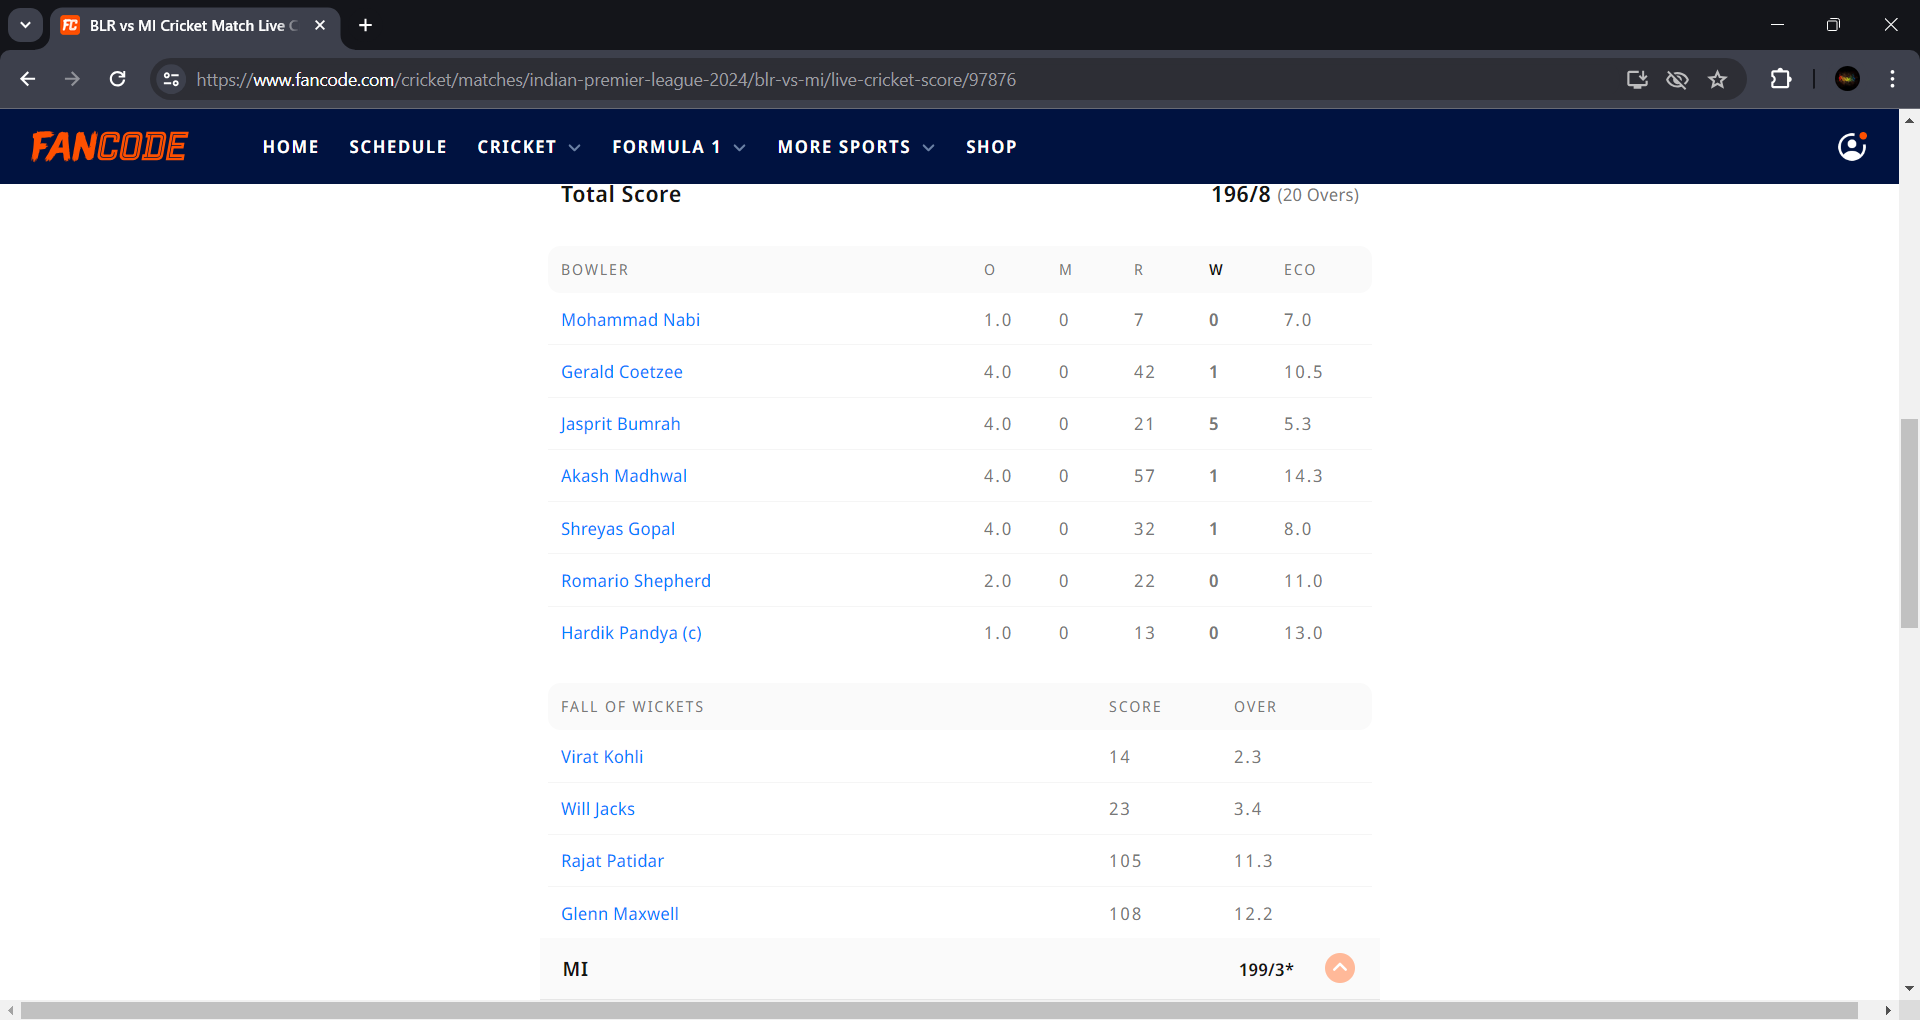 BLR vs MI Cricket Match Live C
https://www.fancode.com/cricket/matches/indian-premier-league-2024/blr-vs-mi/live-cricket-score/97876
FANCODE HOME SCHEDULE CRICKET FORMULA 1 MORE SPORTS SHOP
Total Score 196/8 (20 Overs)
BOWLER O M R W ECO
Mohammad Nabi 1.0 0 7 0 7.0
Gerald Coetzee 4.0 0 42 1 10.5
Jasprit Bumrah 4.0 0 21 5 5.3
Akash Madhwal 4.0 0 57 1 14.3
Shreyas Gopal 4.0 0 32 1 8.0
Romario Shepherd 2.0 0 22 0 11.0
Hardik Pandya (c) 1.0 0 13 0 13.0
FALL OF WICKETS SCORE OVER
Virat Kohli 14 2.3
Will Jacks 23 3.4
Rajat Patidar 105 11.3
Glenn Maxwell 108 12.2
MI 199/3*